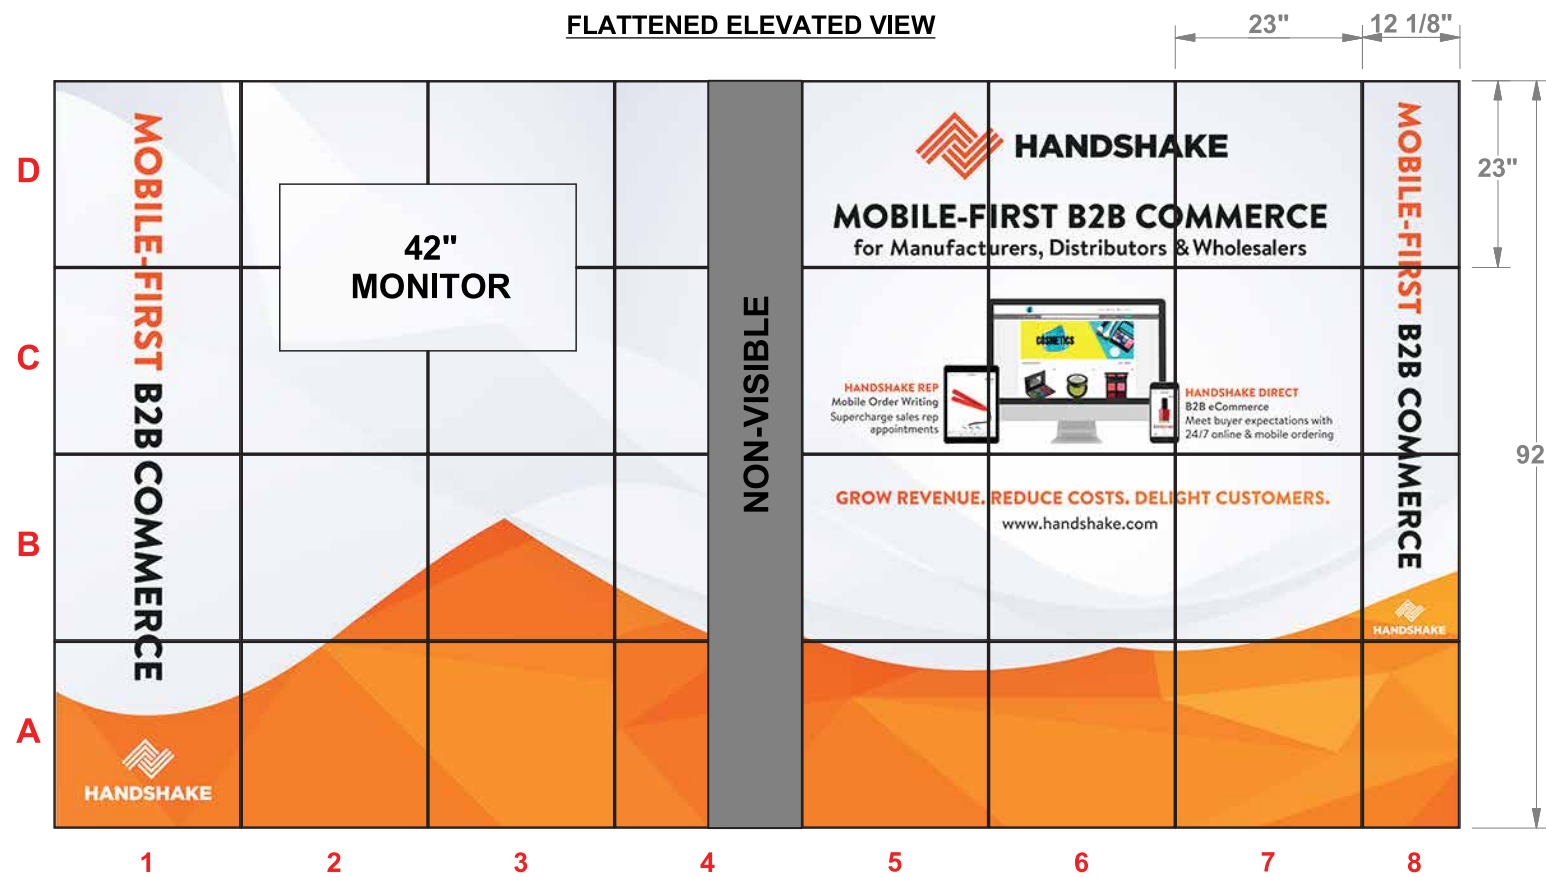 FLATTENED ELEVATED VIEW
23"
12 1/8"
D
C
B
A
MOBILE-FIRST B2B COMMERCE
42"
MONITOR
NON-VISIBLE
HANDSHAKE
MOBILE-FIRST B2B COMMERCE
for Manufacturers, Distributors & Wholesalers
COSMETICS
HANDSHAKE REP
Mobile Order Writing
Supercharge sales rep
appointments
HANDSHAKE DIRECT
B2B eCommerce
Meet buyer expectations with
24/7 online & mobile ordering
GROW REVENUE. REDUCE COSTS. DELIGHT CUSTOMERS.
www.handshake.com
MOBILE-FIRST B2B COMMERCE
HANDSHAKE
23"
92
HANDSHAKE
1
2
3
4
5
6
7
8